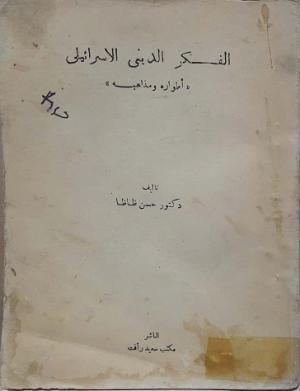 الفكر الديني الاسرائيلي
« أطواره ومذاهبه »
تأليف
دكتور حسن ظاظا
الناشر
مكتب سعيد رأفت